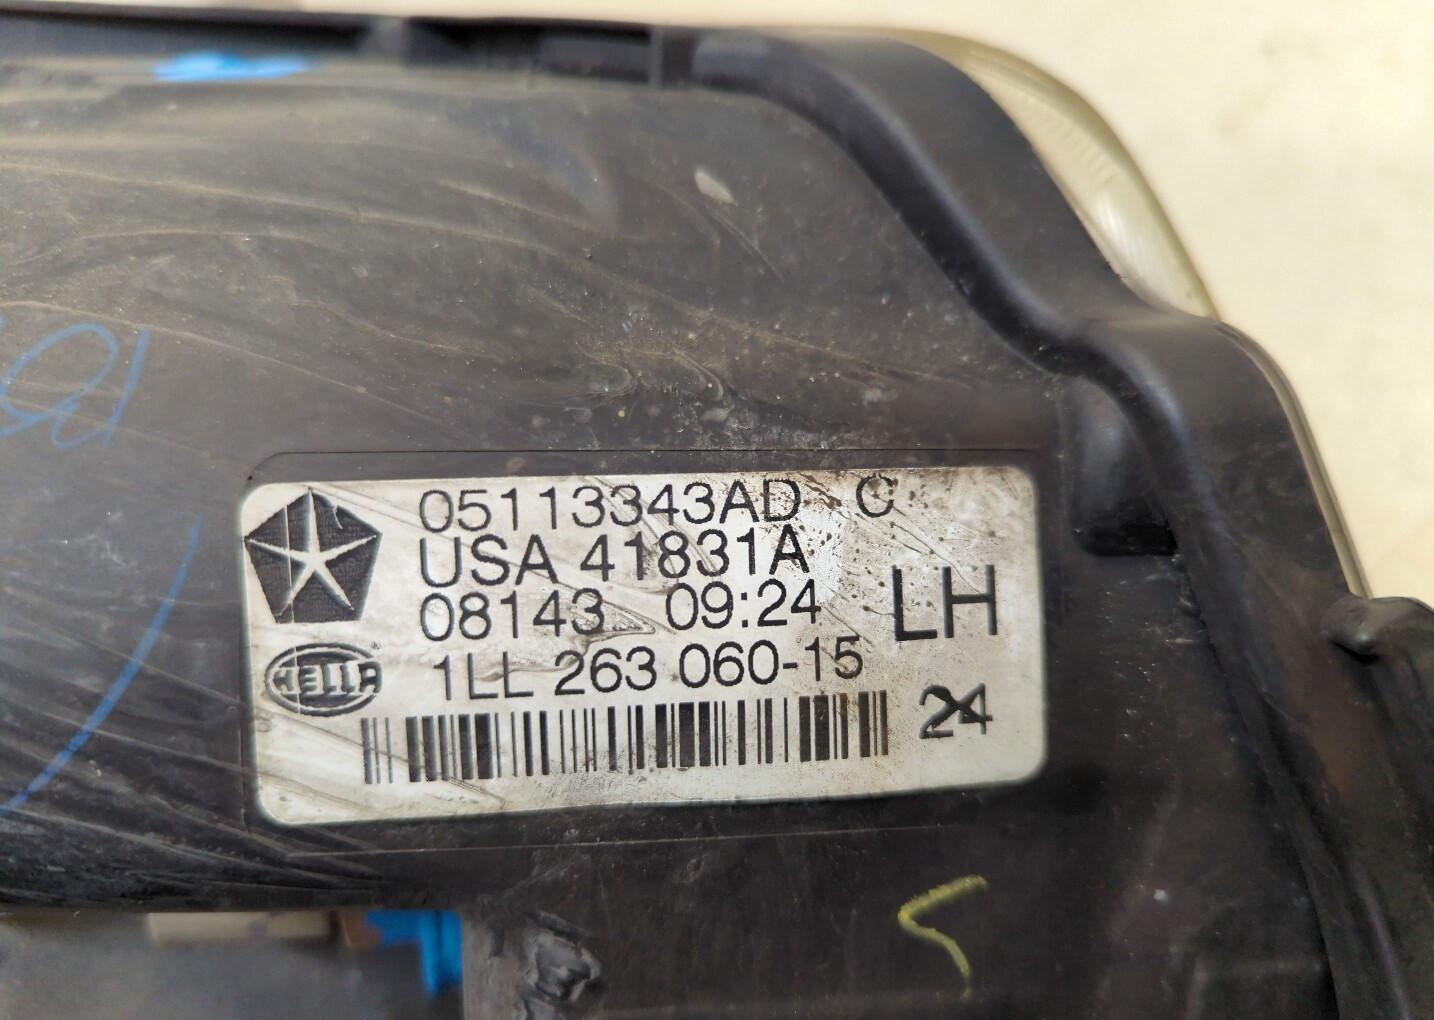 05113343AD C
USA 41831A
08143 09:24 LH
HELLA® 1LL 263 060-15
24